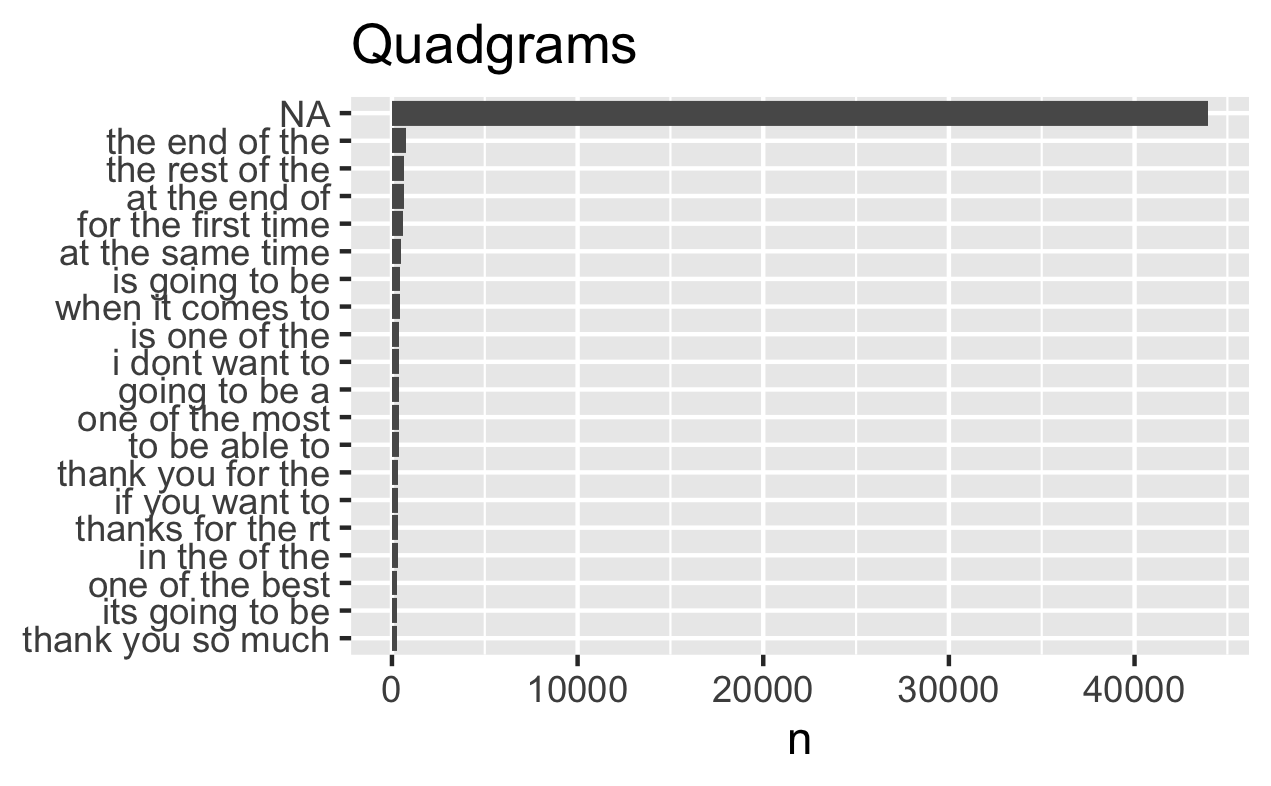 Quadgrams
NA
the end of the
the rest of the
at the end of
for the first time
at the same time
is going to be
when it comes to
is one of the
i dont want to
going to be a
one of the most
to be able to
thank you for the
if you want to
thanks for the rt
in the of the
one of the best
its going to be
thank you so much
0 10000 20000 30000 40000
n